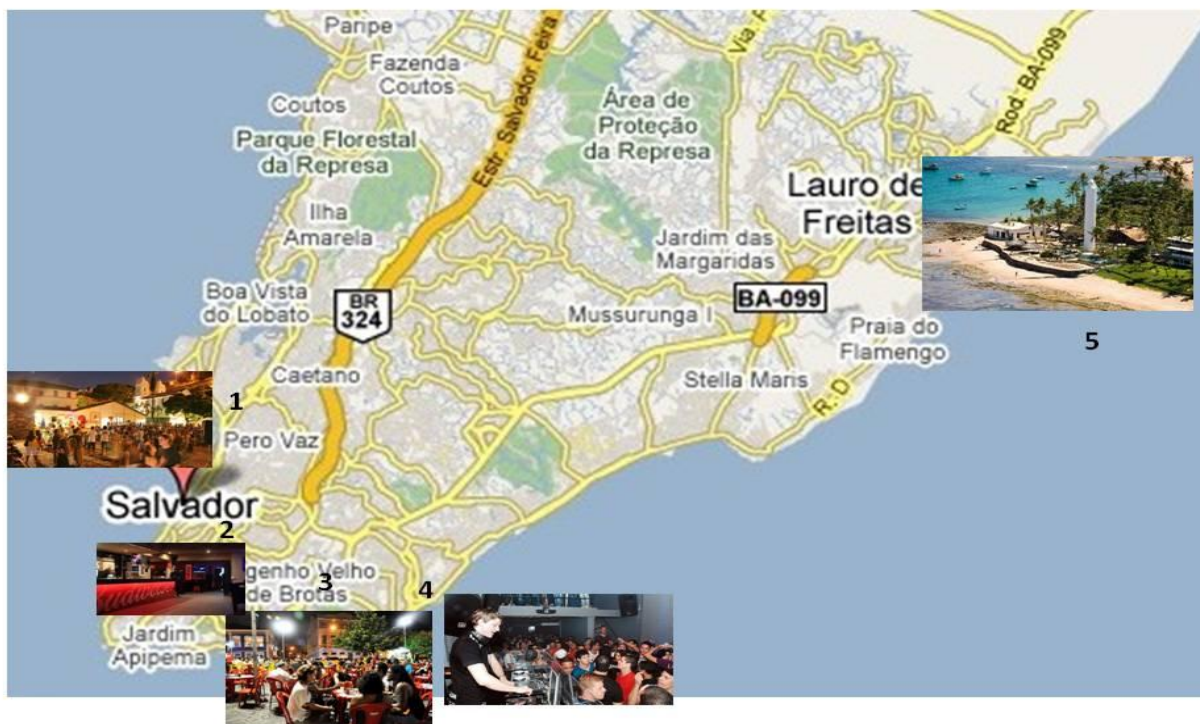 Paripe
Fazenda
Coutos
Coutos
Parque Florestal
da Represa
Ilha
Amarela
Boa Vista
do Lobato
Estr. Salvador Feira
BR
324
Caetano
Pero Vaz
Área de
Proteção
da Represa
Via. P
Rod. BA-099
Lauro de
Freitas
Jardim das
Margaridas
BA-099
Mussurunga I
Praia do
Flamengo
Stella Maris
R. D
1
Salvador
2
genho Velho
de Brotas
3
4
5
Jardim
Apipema